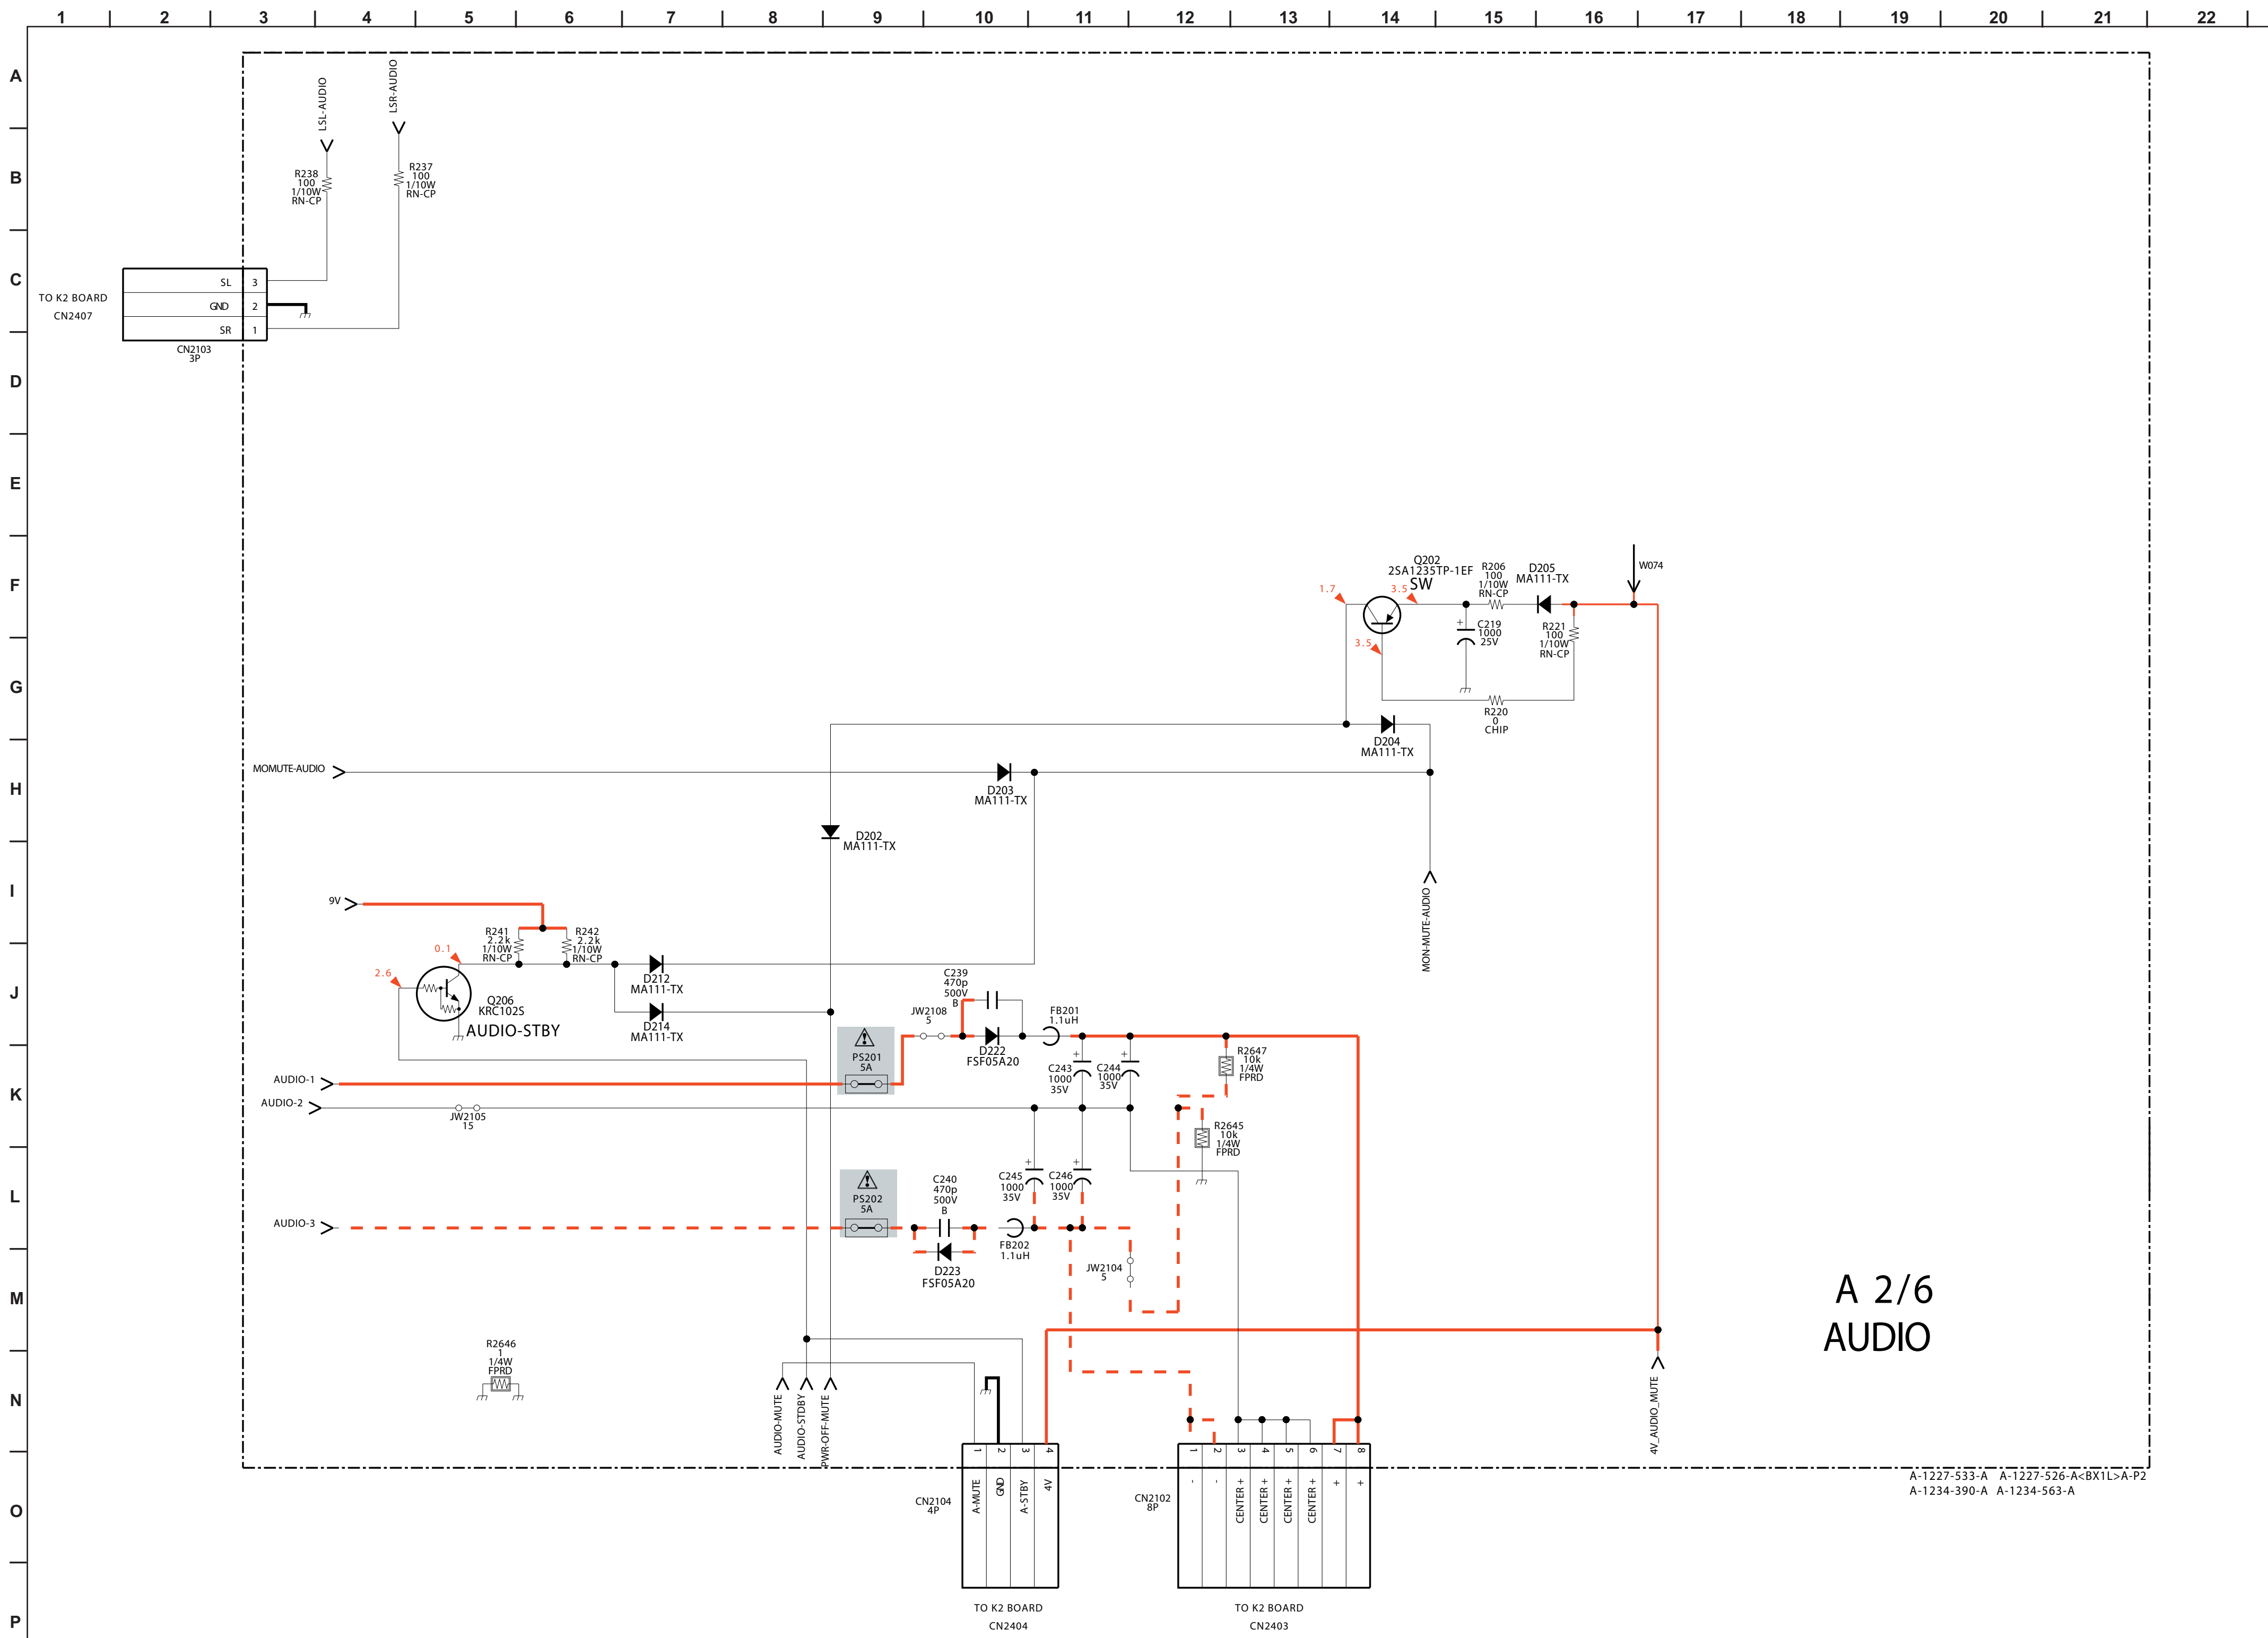 1 2 3 4 5 6 7 8 9 10 11 12 13 14 15 16 17 18 19 20 21 22
A
LSL-AUDIO
LSR-AUDIO
B
R238
100
1/10W
RN-CP
R237
100
1/10W
RN-CP
C
TO K2 BOARD
CN2407
SL 3
GND 2
SR 1
CN2103
3P
D
E
F
Q202
2SA1235TP-1EF
SW
1.7
3.5
3.5
R206
100
1/10W
RN-CP
D205
MA111-TX
W074
+
C219
1000
25V
R221
100
1/10W
RN-CP
G
R220
0
CHIP
D204
MA111-TX
H
MOMUTE-AUDIO
D203
MA111-TX
D202
MA111-TX
I
9V
MON-MUTE-AUDIO
R241
2.2k
1/10W
RN-CP
R242
2.2k
1/10W
RN-CP
J
0.1
2.6
Q206
KRC102S
AUDIO-STBY
D212
MA111-TX
D214
MA111-TX
C239
470p
500V
B
JW2108
5
FB201
1.1uH
D222
FSF05A20
K
PS201
5A
+
C243
1000
35V
+
C244
1000
35V
R2647
10k
1/4W
FPRD
AUDIO-1
AUDIO-2
JW2105
15
R2645
10k
1/4W
FPRD
L
PS202
5A
C240
470p
500V
B
+
C245
1000
35V
+
C246
1000
35V
AUDIO-3
FB202
1.1uH
D223
FSF05A20
JW2104
5
M
A 2/6
AUDIO
R2646
1
1/4W
FPRD
N
AUDIO-MUTE
AUDIO-STDBY
PWR-OFF-MUTE
4V_AUDIO_MUTE
1 2 3 4
1 2 3 4 5 6 7 8
O
CN2104
4P
A-MUTE
GND
A-STBY
4V
CN2102
8P
-
-
CENTER +
CENTER +
CENTER +
CENTER +
+
+
A-1227-533-A A-1227-526-A<BX1L>A-P2
A-1234-390-A A-1234-563-A
P
TO K2 BOARD
CN2404
TO K2 BOARD
CN2403